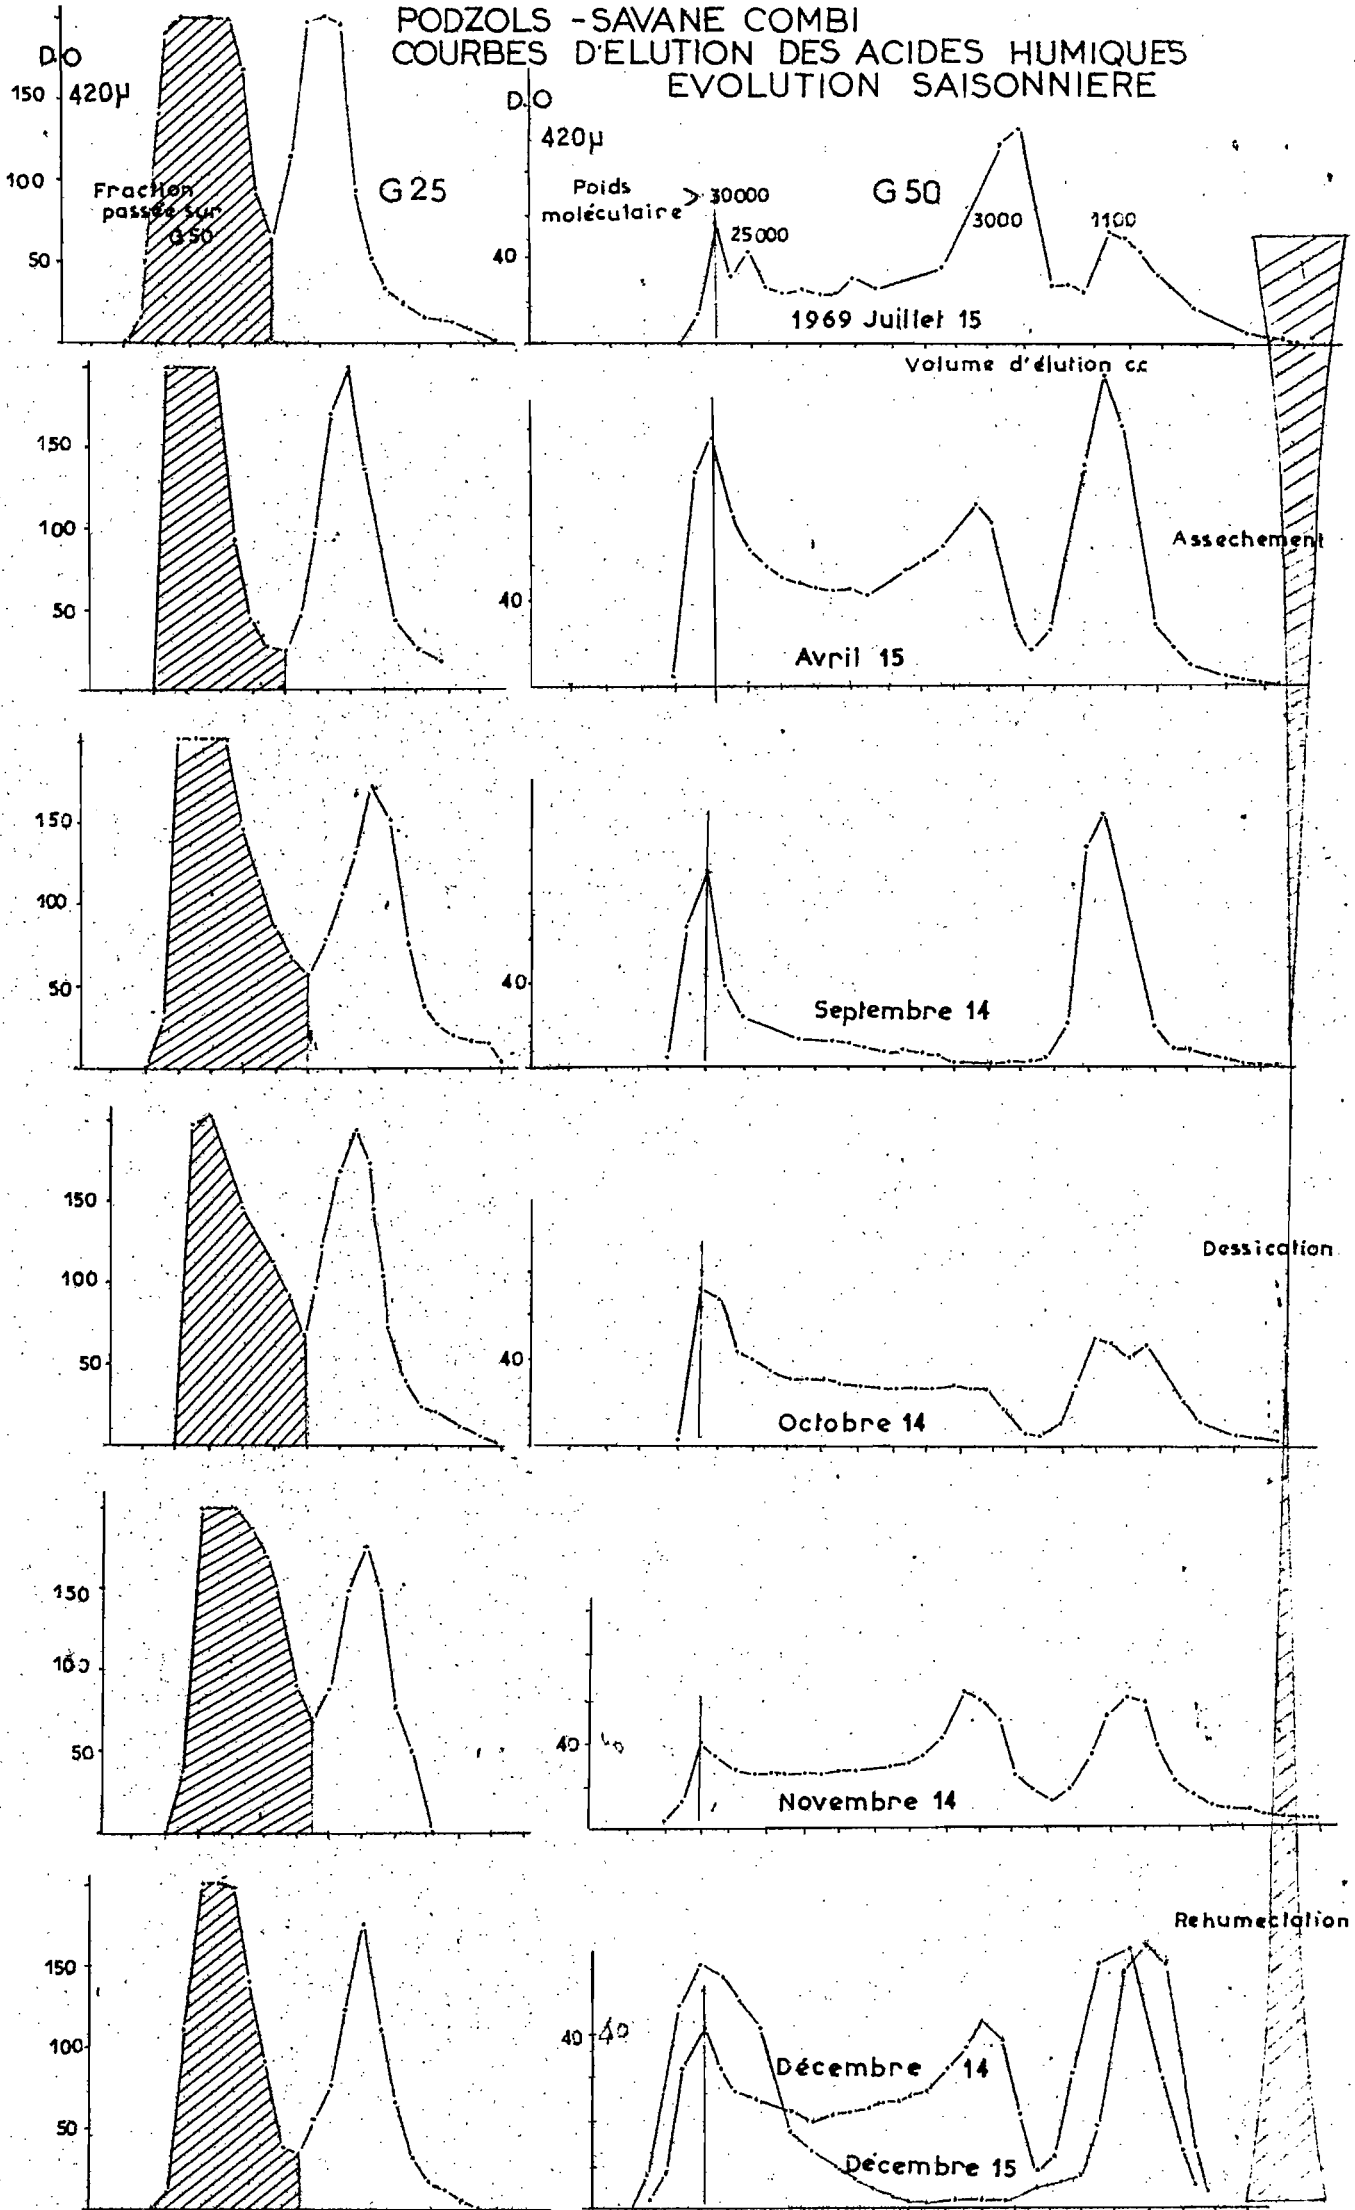 PODZOLS - SAVANE COMBI
COURBES D'ELUTION DES ACIDES HUMIQUES
EVOLUTION SAISONNIERE
D.O
420µ
150
100
50
Fraction
passée sur
G50
G25
D.O
420µ
40
Poids
moléculaire
> 30000
25000
G50
3000
1100
1969 Juillet 15
Volume d'élution cc
150
100
50
40
Avril 15
Assechement
150
100
50
40
Septembre 14
150
100
50
40
Octobre 14
Dessication
150
100
50
40
Novembre 14
Rehumectation
150
100
50
40
40
Décembre 14
Décembre 15